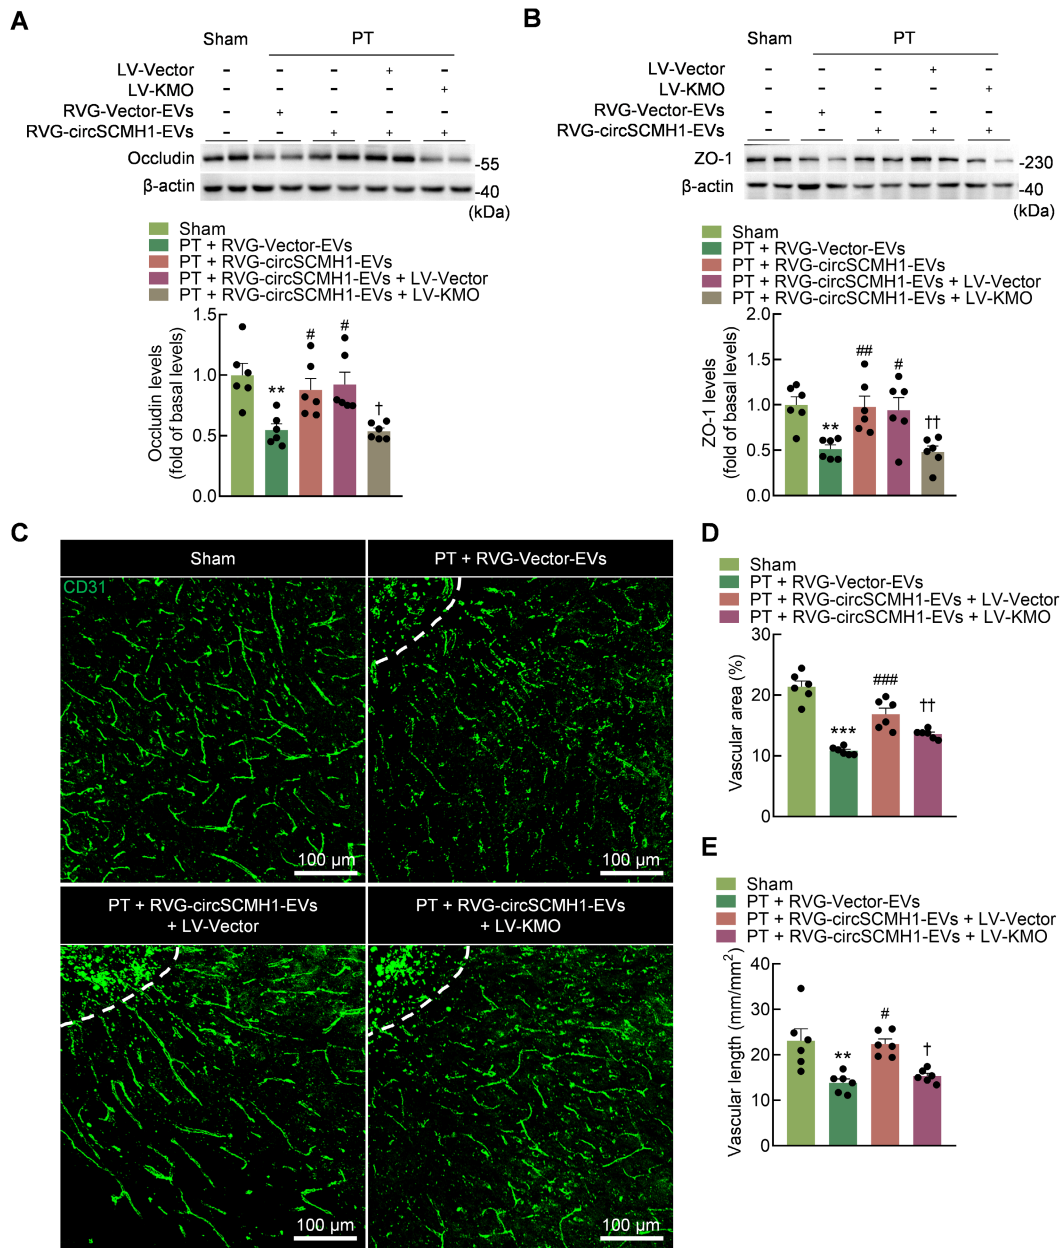 A
Sham PT
LV-Vector - - - + -
LV-KMO - - - - +
RVG-Vector-EVs - + - - -
RVG-circSCMH1-EVs - - + + +
Occludin -55
β-actin -40
(kDa)
Sham
PT + RVG-Vector-EVs
PT + RVG-circSCMH1-EVs
PT + RVG-circSCMH1-EVs + LV-Vector
PT + RVG-circSCMH1-EVs + LV-KMO
Occludin levels
(fold of basal levels)
1.5
1.0
0.5
0.0
**
#
#
†
B
Sham PT
LV-Vector - - - - + -
LV-KMO - - - - - +
RVG-Vector-EVs - - + - - -
RVG-circSCMH1-EVs - - - + + +
ZO-1 -230
β-actin -40
(kDa)
Sham
PT + RVG-Vector-EVs
PT + RVG-circSCMH1-EVs
PT + RVG-circSCMH1-EVs + LV-Vector
PT + RVG-circSCMH1-EVs + LV-KMO
ZO-1 levels
(fold of basal levels)
2.0
1.5
1.0
0.5
0.0
**
##
#
††
C
Sham
PT + RVG-Vector-EVs
CD31
100 μm
100 μm
PT + RVG-circSCMH1-EVs
+ LV-Vector
PT + RVG-circSCMH1-EVs
+ LV-KMO
100 μm
100 μm
D
Sham
PT + RVG-Vector-EVs
PT + RVG-circSCMH1-EVs + LV-Vector
PT + RVG-circSCMH1-EVs + LV-KMO
Vascular area (%)
30
20
10
0
***
###
††
E
Sham
PT + RVG-Vector-EVs
PT + RVG-circSCMH1-EVs + LV-Vector
PT + RVG-circSCMH1-EVs + LV-KMO
Vascular length (mm/mm²)
40
30
20
10
0
**
#
†